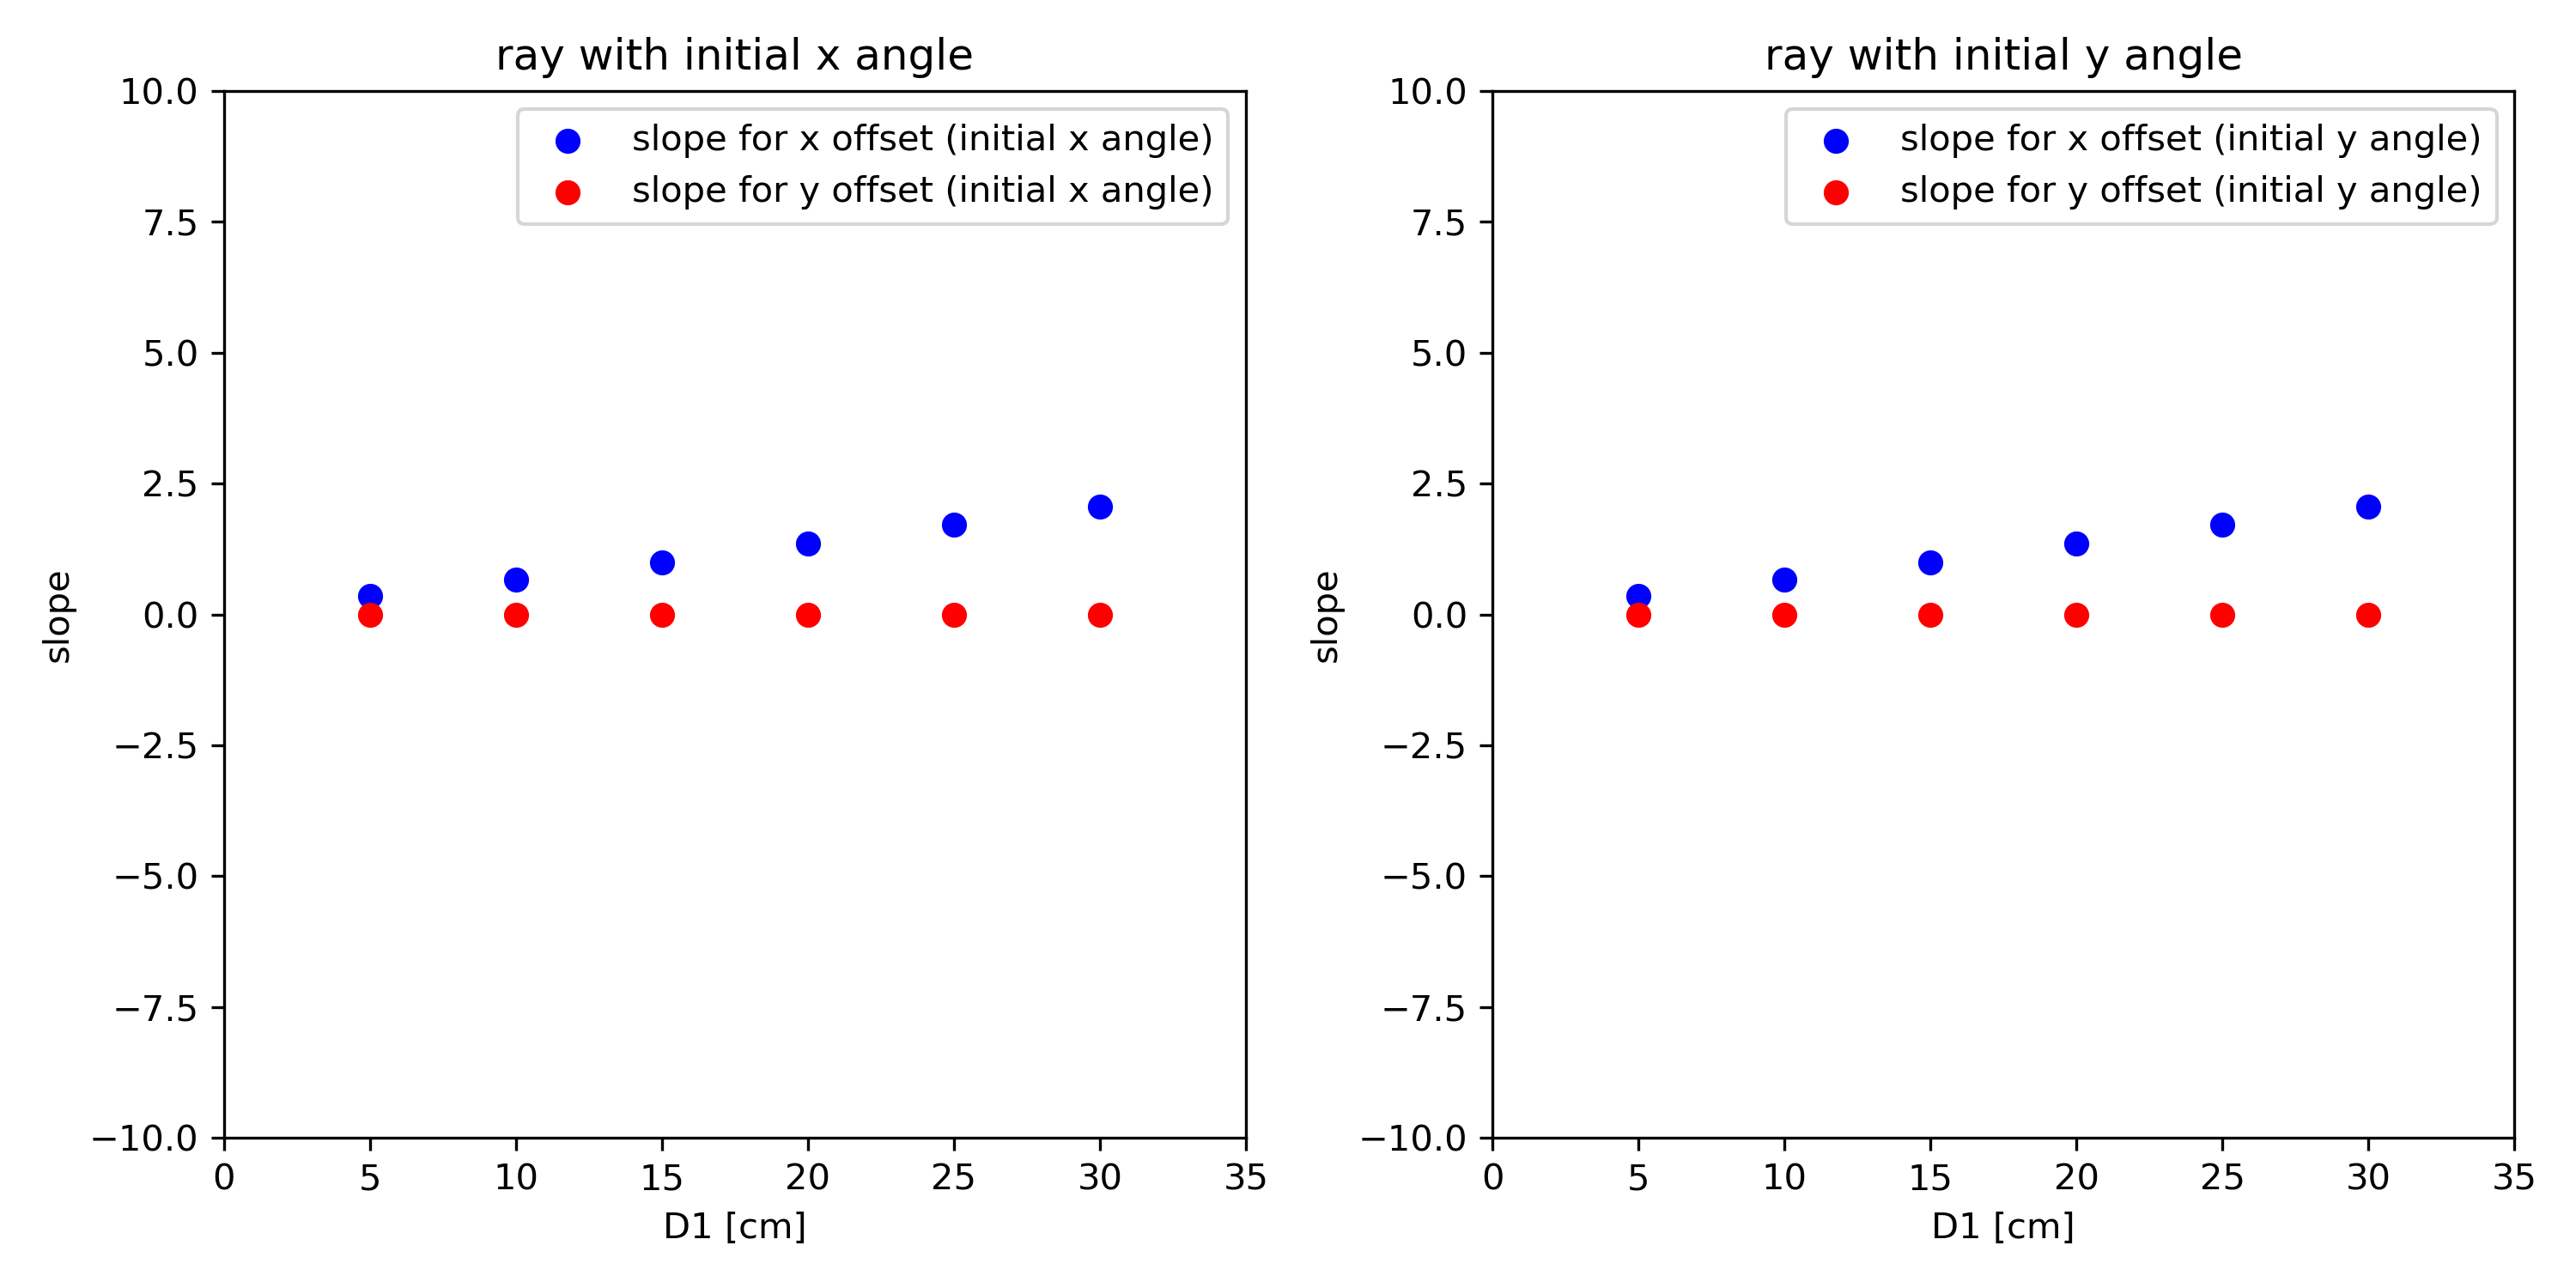 ray with initial x angle
slope for x offset (initial x angle)
slope for y offset (initial x angle)
10.0
7.5
5.0
2.5
0.0
−2.5
−5.0
−7.5
−10.0
slope
0 5 10 15 20 25 30 35
D1 [cm]
ray with initial y angle
slope for x offset (initial y angle)
slope for y offset (initial y angle)
10.0
7.5
5.0
2.5
0.0
−2.5
−5.0
−7.5
−10.0
slope
0 5 10 15 20 25 30 35
D1 [cm]